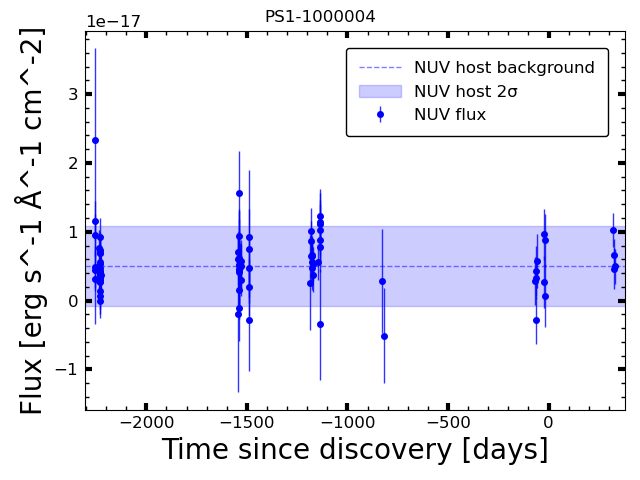 PS1-1000004
1e−17
NUV host background
NUV host 2σ
NUV flux
Flux [erg s^-1 Å^-1 cm^-2]
3
2
1
0
−1
−2000
−1500
−1000
−500
0
Time since discovery [days]